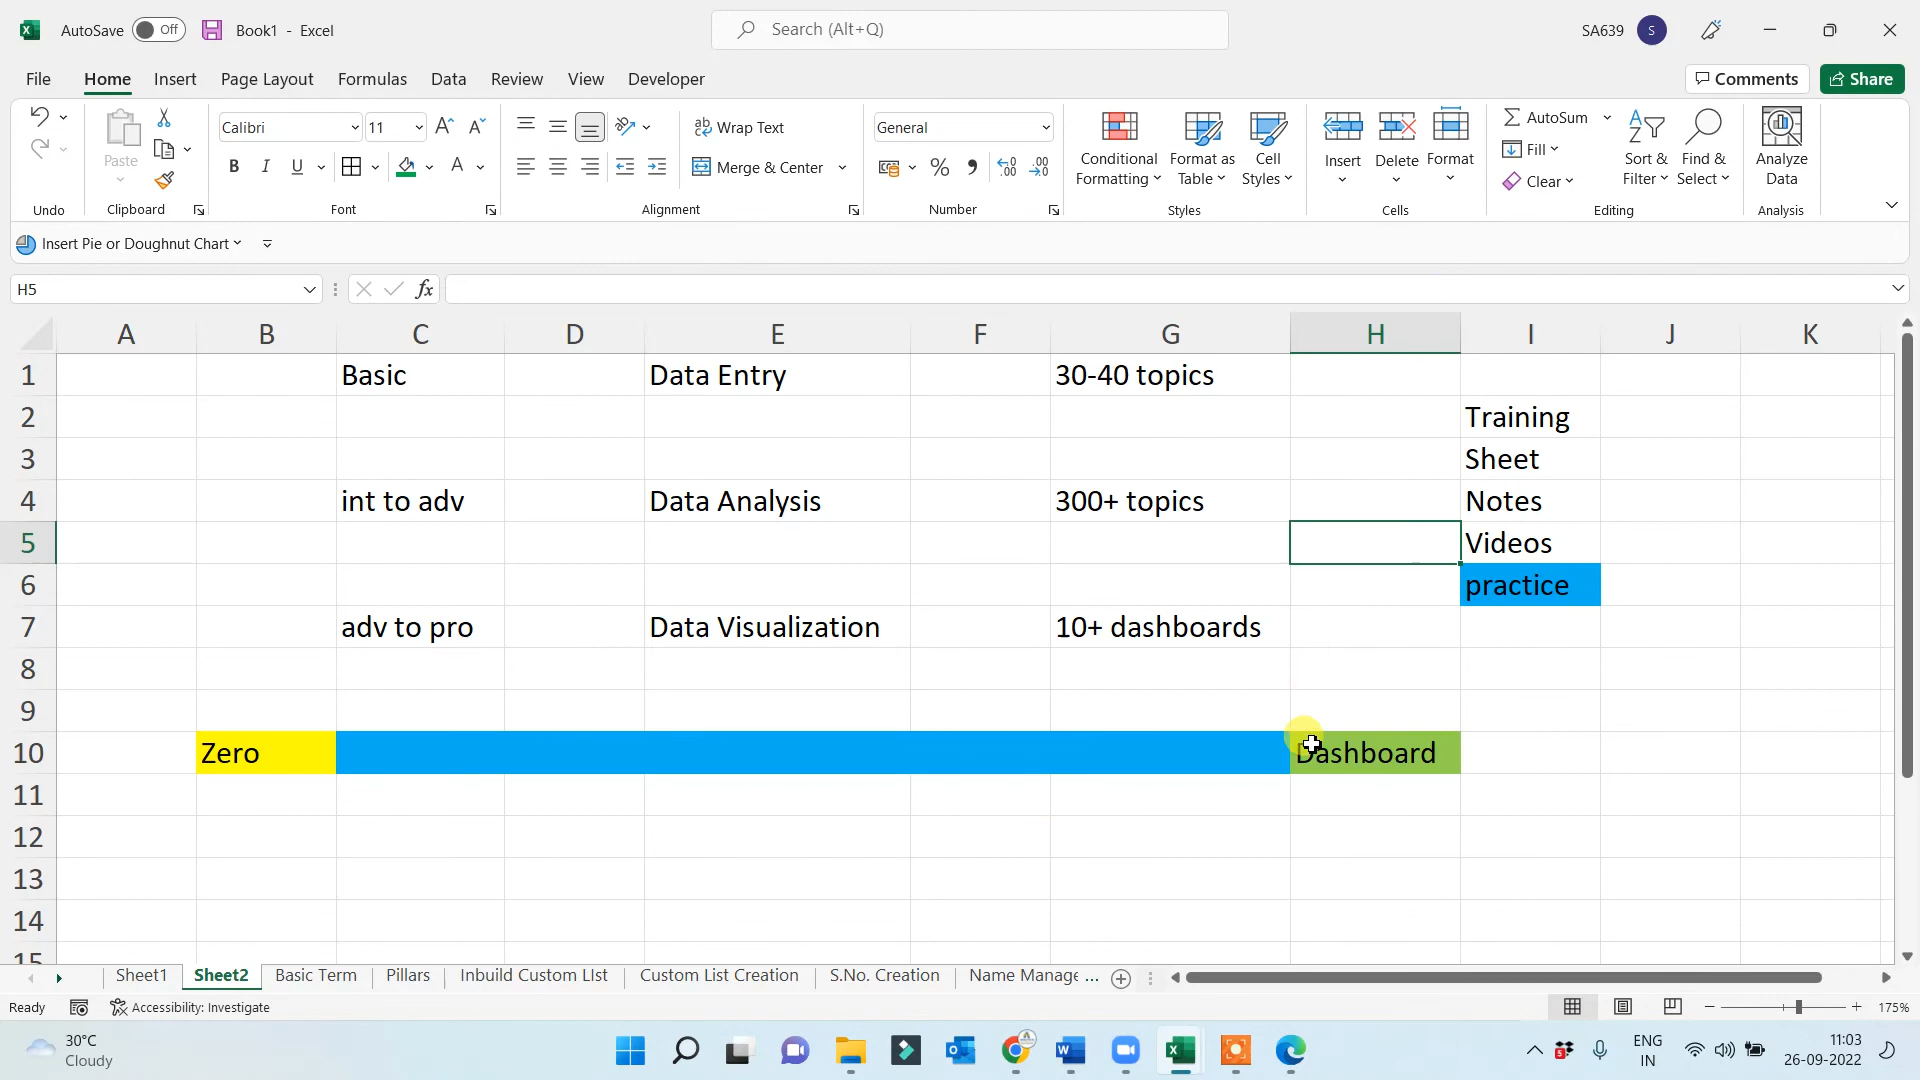 AutoSave Off Book1 - Excel Search (Alt+Q) SA639 S
File Home Insert Page Layout Formulas Data Review View Developer Comments Share
Calibri 11 Wrap Text General AutoSum
Paste Fill
Conditional Formatting Format as Table Cell Styles Insert Delete Format Sort & Filter Find & Select Analyze Data
B I U A Merge & Center % Clear
Undo Clipboard Font Alignment Number Styles Cells Editing Analysis
Insert Pie or Doughnut Chart
H5 fx
A B C D E F G H I J K
1 Basic Data Entry 30-40 topics
2 Training
3 Sheet
4 int to adv Data Analysis 300+ topics Notes
5 Videos
6 practice
7 adv to pro Data Visualization 10+ dashboards
8
9
10 Zero Dashboard
11
12
13
14
15
Sheet1 Sheet2 Basic Term Pillars Inbuild Custom LIst Custom List Creation S.No. Creation Name Manage ...
Ready Accessibility: Investigate 175%
30°C
Cloudy
ENG
IN
11:03
26-09-2022